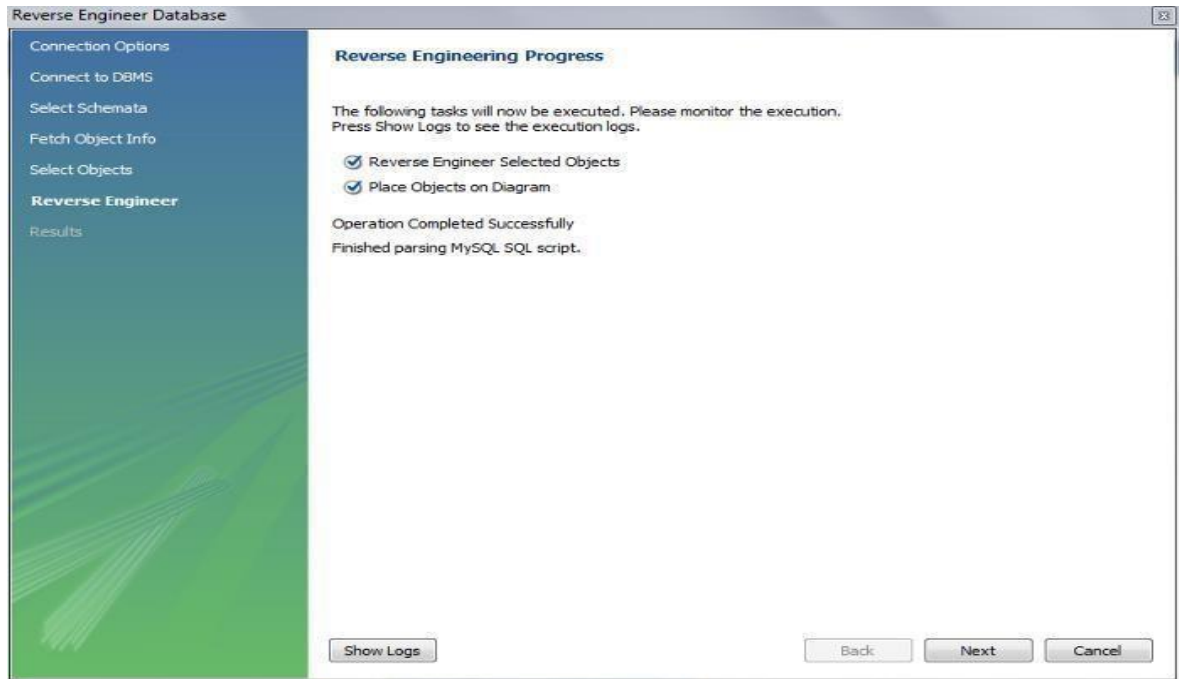 Reverse Engineer Database
Connection Options
Connect to DBMS
Select Schemata
Fetch Object Info
Select Objects
Reverse Engineer
Results
Reverse Engineering Progress
The following tasks will now be executed. Please monitor the execution.
Press Show Logs to see the execution logs.
Reverse Engineer Selected Objects
Place Objects on Diagram
Operation Completed Successfully
Finished parsing MySQL SQL script.
Show Logs
Back
Next
Cancel